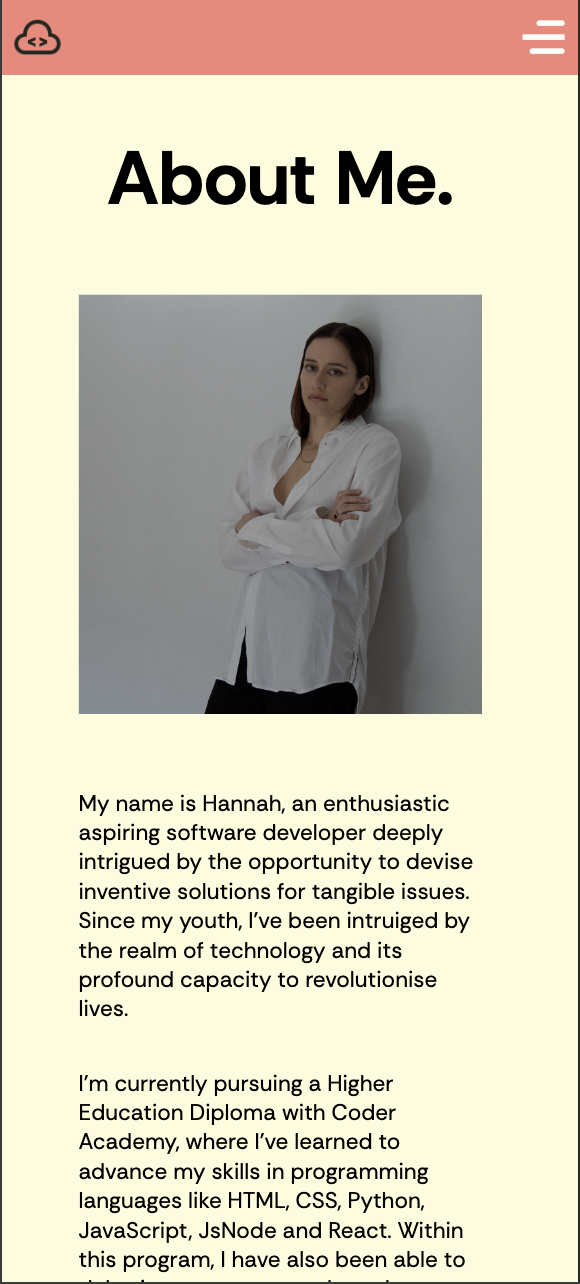 About Me.
My name is Hannah, an enthusiastic
aspiring software developer deeply
intrigued by the opportunity to devise
inventive solutions for tangible issues.
Since my youth, I've been intruiged by
the realm of technology and its
profound capacity to revolutionise
lives.
I'm currently pursuing a Higher
Education Diploma with Coder
Academy, where I've learned to
advance my skills in programming
languages like HTML, CSS, Python,
JavaScript, JsNode and React. Within
this program, I have also been able to